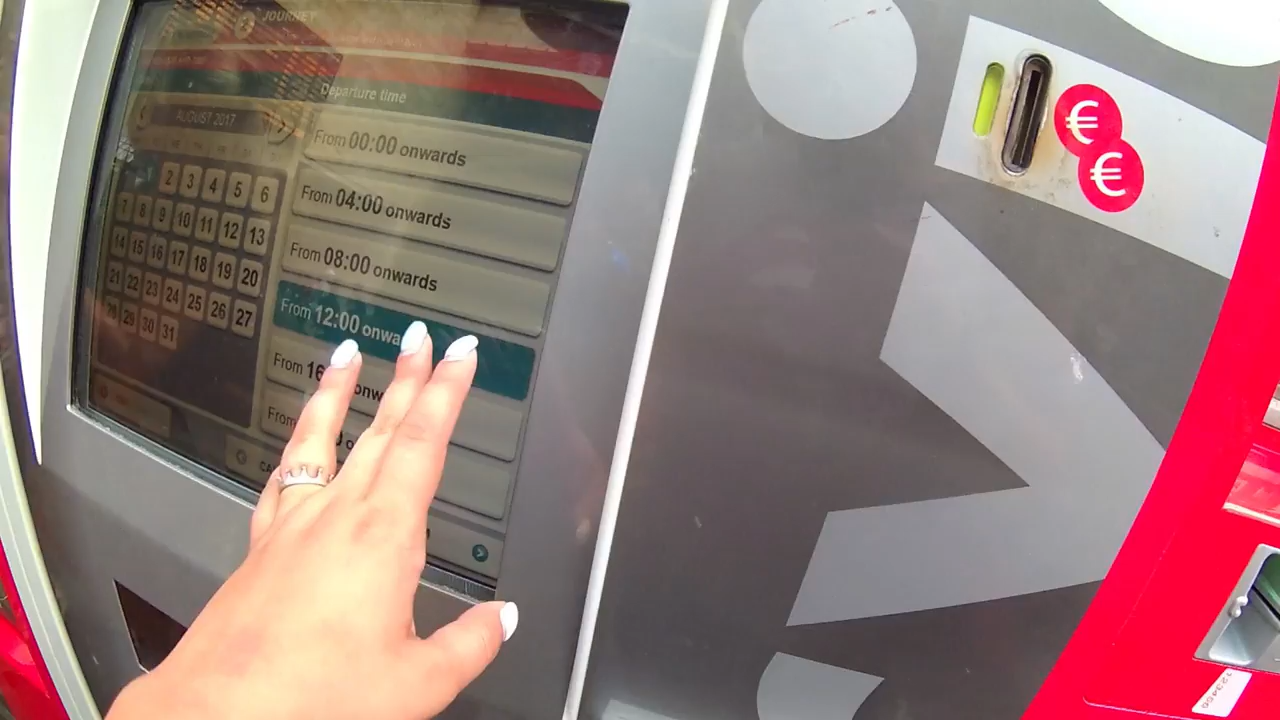 JOURNEY
Departure time
AUGUST 2017
From 00:00 onwards
From 04:00 onwards
From 08:00 onwards
From 12:00 onwa
From 16 onw
From
2 3 4 5 6
7 8 9 10 11 12 13
14 15 16 17 18 19 20
21 22 23 24 25 26 27
28 29 30 31
CA
€
€